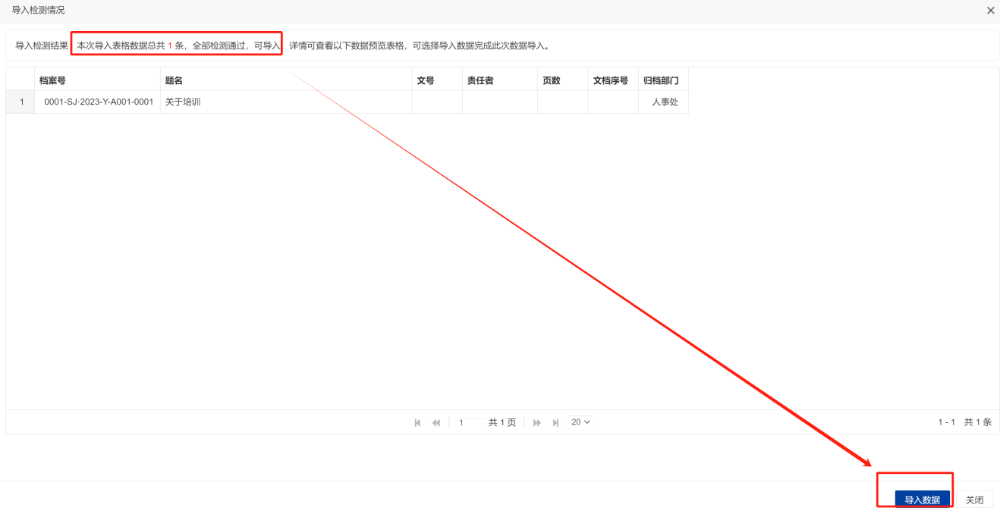 导入检测情况
导入检测结果：本次导入表格数据总共 1 条，全部检测通过，可导入，详情可查看以下数据预览表格，可选择导入数据完成此次数据导入。
档案号 题名 文号 责任者 页数 文档序号 归档部门
1 0001-SJ·2023-Y-A001-0001 关于培训 人事处
1 共 1 页 20 1 - 1 共 1 条
导入数据 关闭